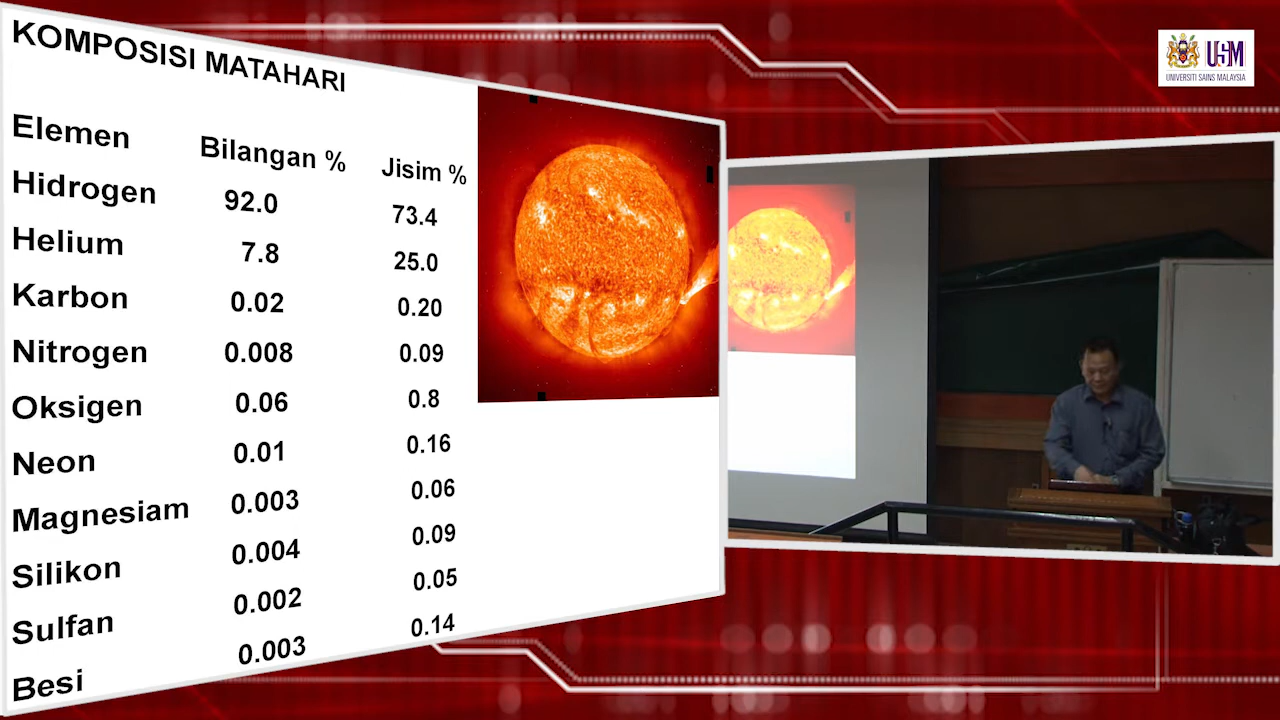 KOMPOSISI MATAHARI
Elemen Bilangan % Jisim %
Hidrogen 92.0 73.4
Helium 7.8 25.0
Karbon 0.02 0.20
Nitrogen 0.008 0.09
Oksigen 0.06 0.8
Neon 0.01 0.16
Magnesiam 0.003 0.06
Silikon 0.004 0.09
Sulfan 0.002 0.05
Besi 0.003 0.14
USM
UNIVERSITI SAINS MALAYSIA